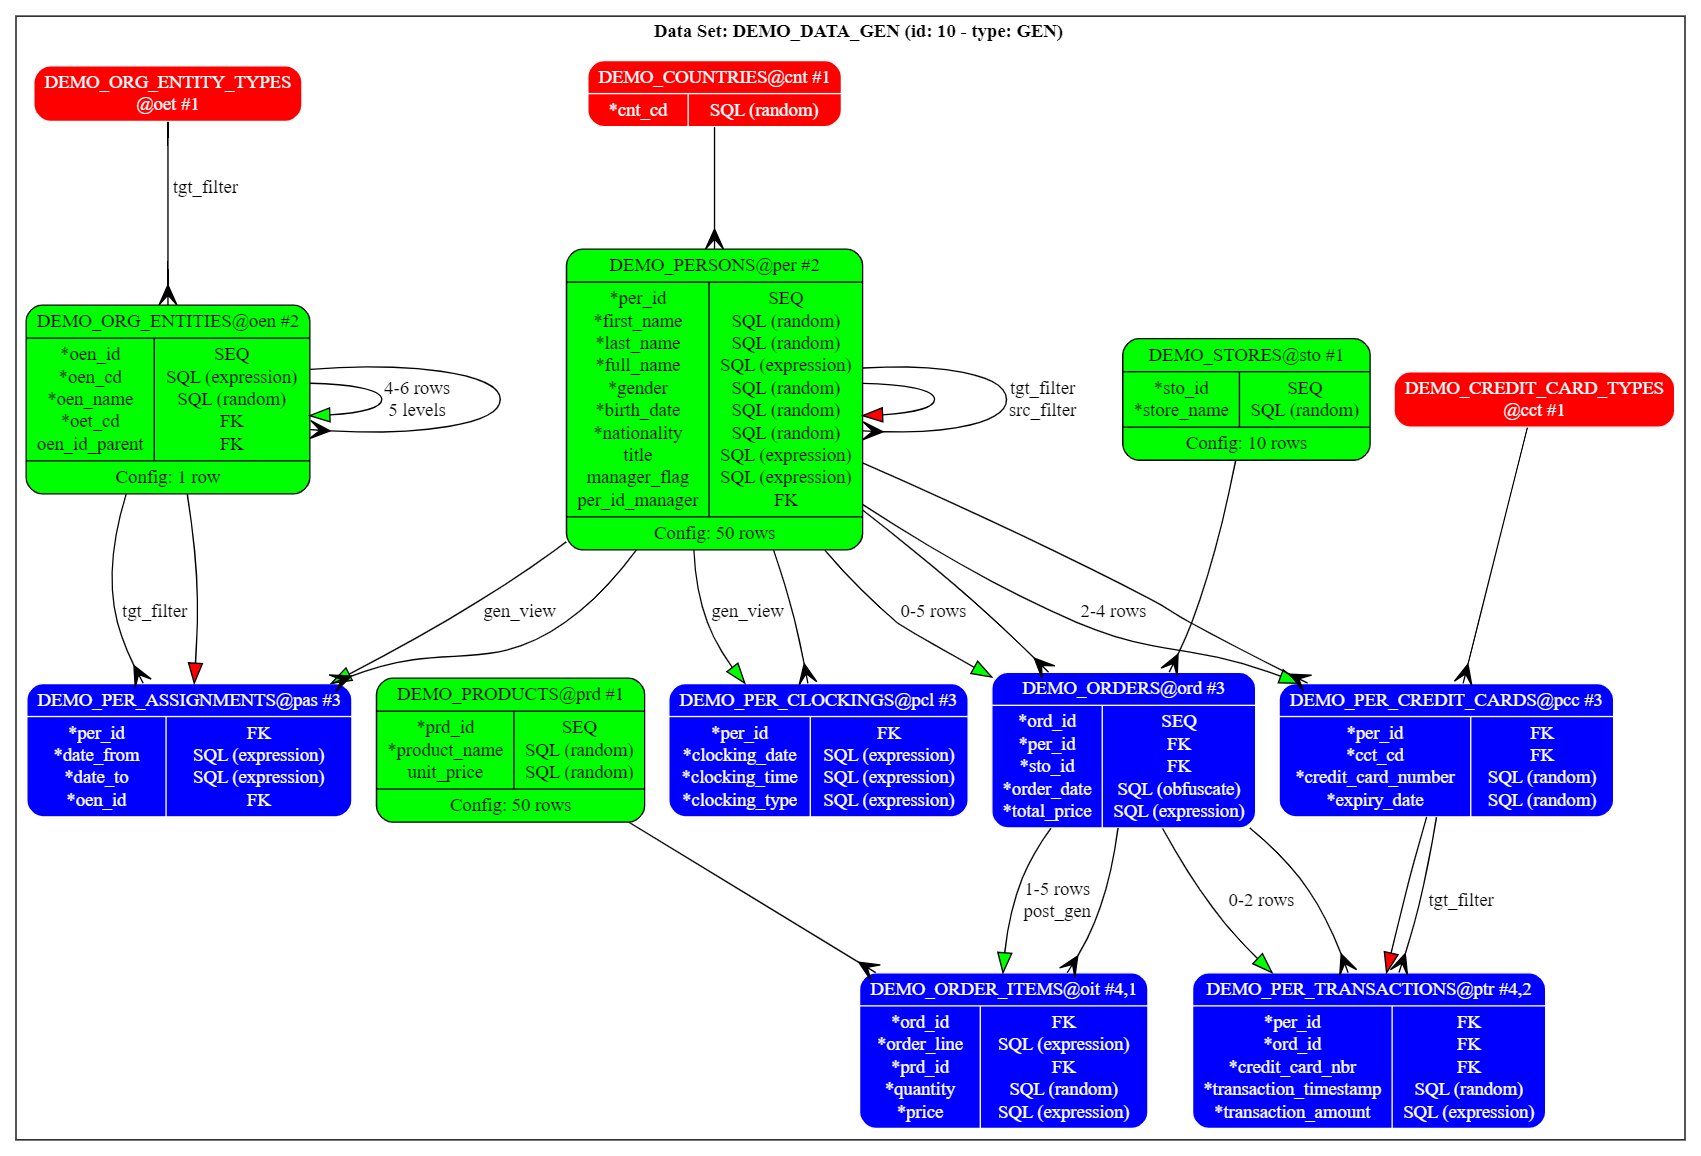 Data Set: DEMO_DATA_GEN (id: 10 - type: GEN)
DEMO_ORG_ENTITY_TYPES
@oet #1
DEMO_COUNTRIES@cnt #1
*cnt_cd SQL (random)
tgt_filter
DEMO_PERSONS@per #2
*per_id SEQ
*first_name SQL (random)
*last_name SQL (random)
*full_name SQL (expression)
*gender SQL (random)
*birth_date SQL (random)
*nationality SQL (random)
title SQL (expression)
manager_flag SQL (expression)
per_id_manager FK
Config: 50 rows
tgt_filter
src_filter
DEMO_ORG_ENTITIES@oen #2
*oen_id SEQ
*oen_cd SQL (expression)
*oen_name SQL (random)
*oet_cd FK
oen_id_parent FK
Config: 1 row
4-6 rows
5 levels
DEMO_STORES@sto #1
*sto_id SEQ
*store_name SQL (random)
Config: 10 rows
DEMO_CREDIT_CARD_TYPES
@cct #1
tgt_filter
gen_view
gen_view
0-5 rows
2-4 rows
DEMO_PER_ASSIGNMENTS@pas #3
*per_id FK
*date_from SQL (expression)
*date_to SQL (expression)
*oen_id FK
DEMO_PRODUCTS@prd #1
*prd_id SEQ
*product_name SQL (random)
unit_price SQL (random)
Config: 50 rows
DEMO_PER_CLOCKINGS@pcl #3
*per_id FK
*clocking_date SQL (expression)
*clocking_time SQL (expression)
*clocking_type SQL (expression)
DEMO_ORDERS@ord #3
*ord_id SEQ
*per_id FK
*sto_id FK
*order_date SQL (obfuscate)
*total_price SQL (expression)
DEMO_PER_CREDIT_CARDS@pcc #3
*per_id FK
*cct_cd FK
*credit_card_number SQL (random)
*expiry_date SQL (random)
1-5 rows
post_gen
0-2 rows
tgt_filter
DEMO_ORDER_ITEMS@oit #4,1
*ord_id FK
*order_line SQL (expression)
*prd_id FK
*quantity SQL (random)
*price SQL (expression)
DEMO_PER_TRANSACTIONS@ptr #4,2
*per_id FK
*ord_id FK
*credit_card_nbr FK
*transaction_timestamp SQL (random)
*transaction_amount SQL (expression)